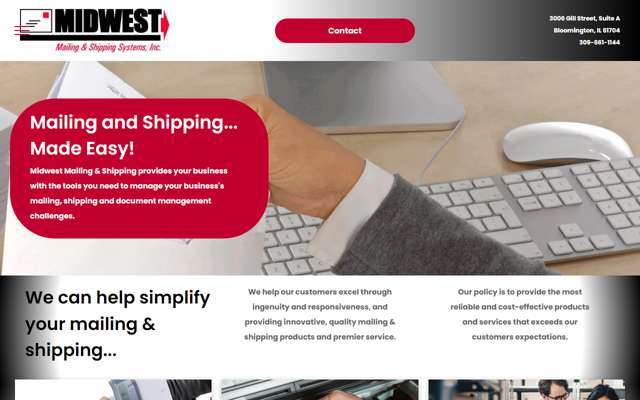 MIDWEST
Mailing & Shipping Systems, Inc.
Contact
3006 Gill Street, Suite A
Bloomington, IL 61704
309-661-1144
Mailing and Shipping...
Made Easy!
Midwest Mailing & Shipping provides your business
with the tools you need to manage your business's
mailing, shipping and document management
challenges.
We can help simplify
your mailing &
shipping...
We help our customers excel through
ingenuity and responsiveness, and
providing innovative, quality mailing &
shipping products and premier service.
Our policy is to provide the most
reliable and cost-effective products
and services that exceeds our
customers expectations.